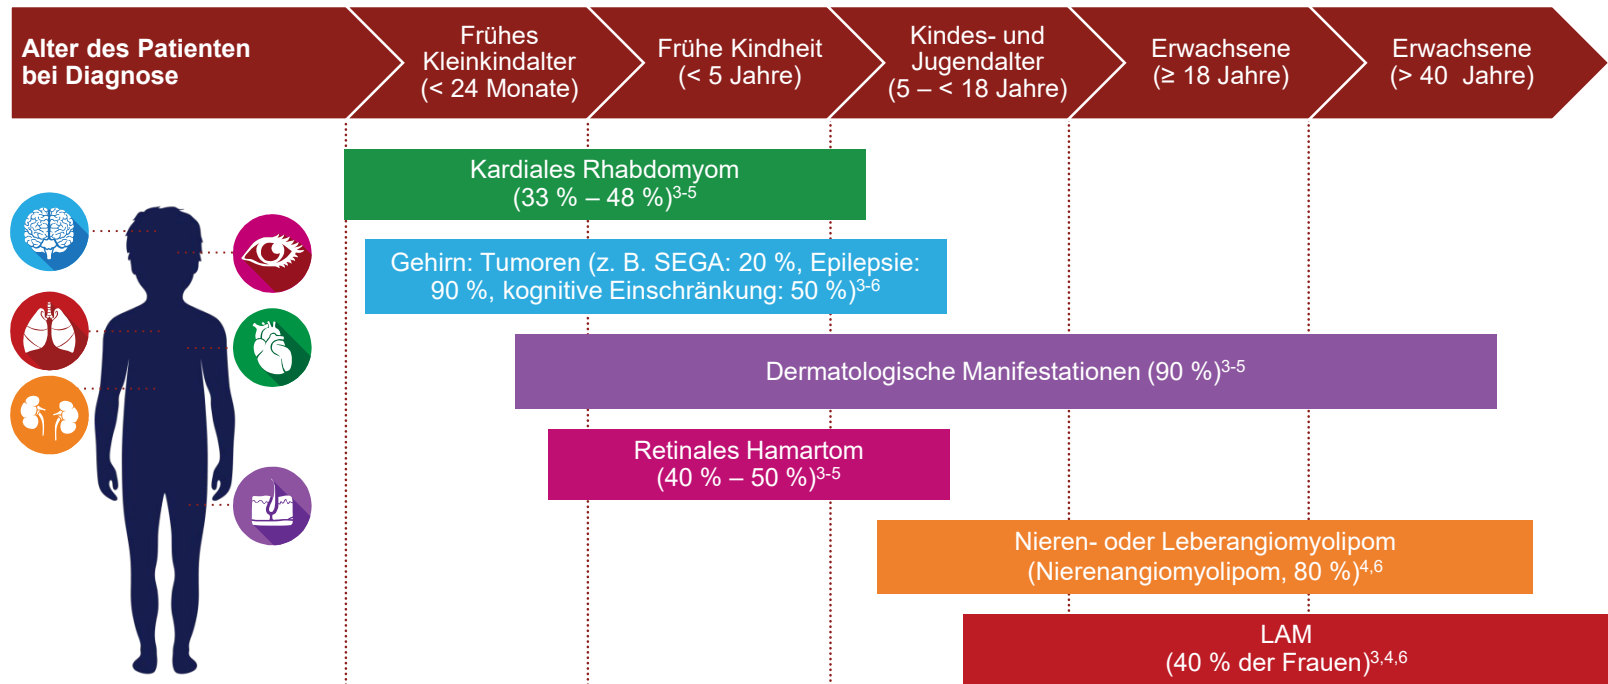 Alter des Patienten
bei Diagnose
Frühes
Kleinkindalter
(< 24 Monate)
Frühe Kindheit
(< 5 Jahre)
Kindes- und
Jugendalter
(5 – < 18 Jahre)
Erwachsene
(≥ 18 Jahre)
Erwachsene
(> 40 Jahre)
Kardiales Rhabdomyom
(33 % – 48 %)3-5
Gehirn: Tumoren (z. B. SEGA: 20 %, Epilepsie:
90 %, kognitive Einschränkung: 50 %)3-6
Dermatologische Manifestationen (90 %)3-5
Retinales Hamartom
(40 % – 50 %)3-5
Nieren- oder Leberangiomyolipom
(Nierenangiomyolipom, 80 %)4,6
LAM
(40 % der Frauen)3,4,6